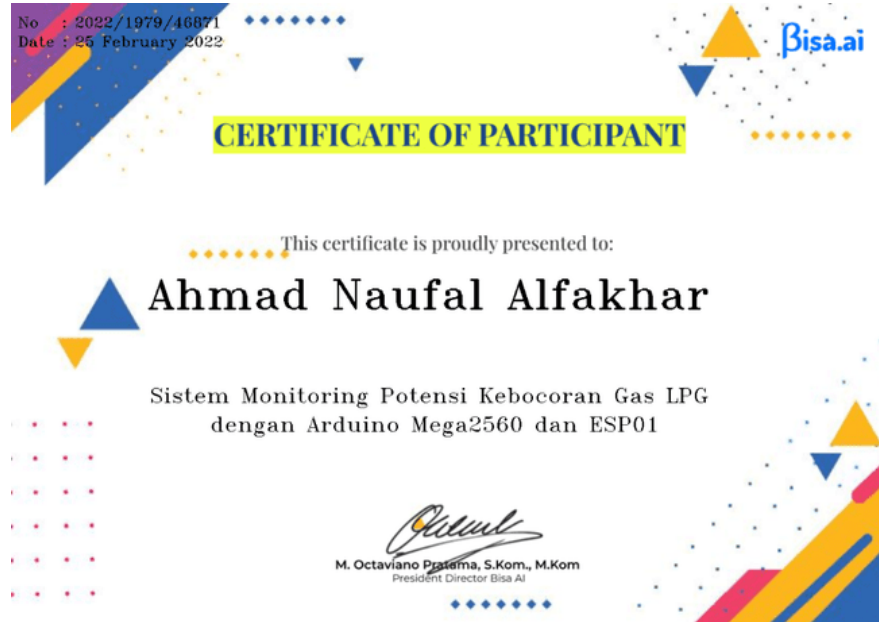 No : 2022/1979/46871
Date : 25 February 2022
βisa.ai
CERTIFICATE OF PARTICIPANT
This certificate is proudly presented to:
Ahmad Naufal Alfakhar
Sistem Monitoring Potensi Kebocoran Gas LPG
dengan Arduino Mega2560 dan ESP01
M. Octaviano Pratama, S.Kom., M.Kom
President Director Bisa AI